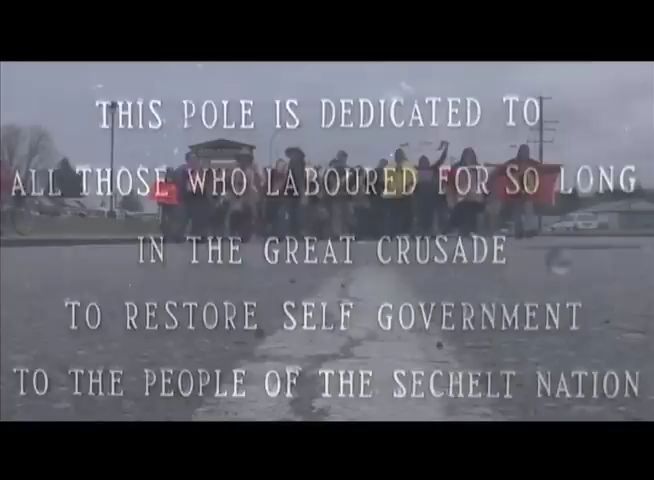 THIS POLE IS DEDICATED TO
ALL THOSE WHO LABOURED FOR SO LONG
IN THE GREAT CRUSADE
TO RESTORE SELF GOVERNMENT
TO THE PEOPLE OF THE SECHELT NATION